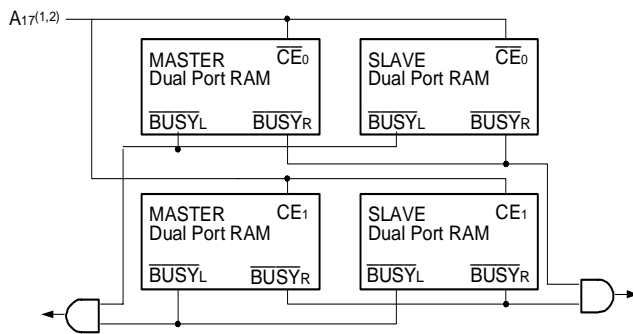 A17(1,2)
MASTER CE0 SLAVE CE0
Dual Port RAM Dual Port RAM
BUSYL BUSYR BUSYL BUSYR
MASTER CE1 SLAVE CE1
Dual Port RAM Dual Port RAM
BUSYL BUSYR BUSYL BUSYR